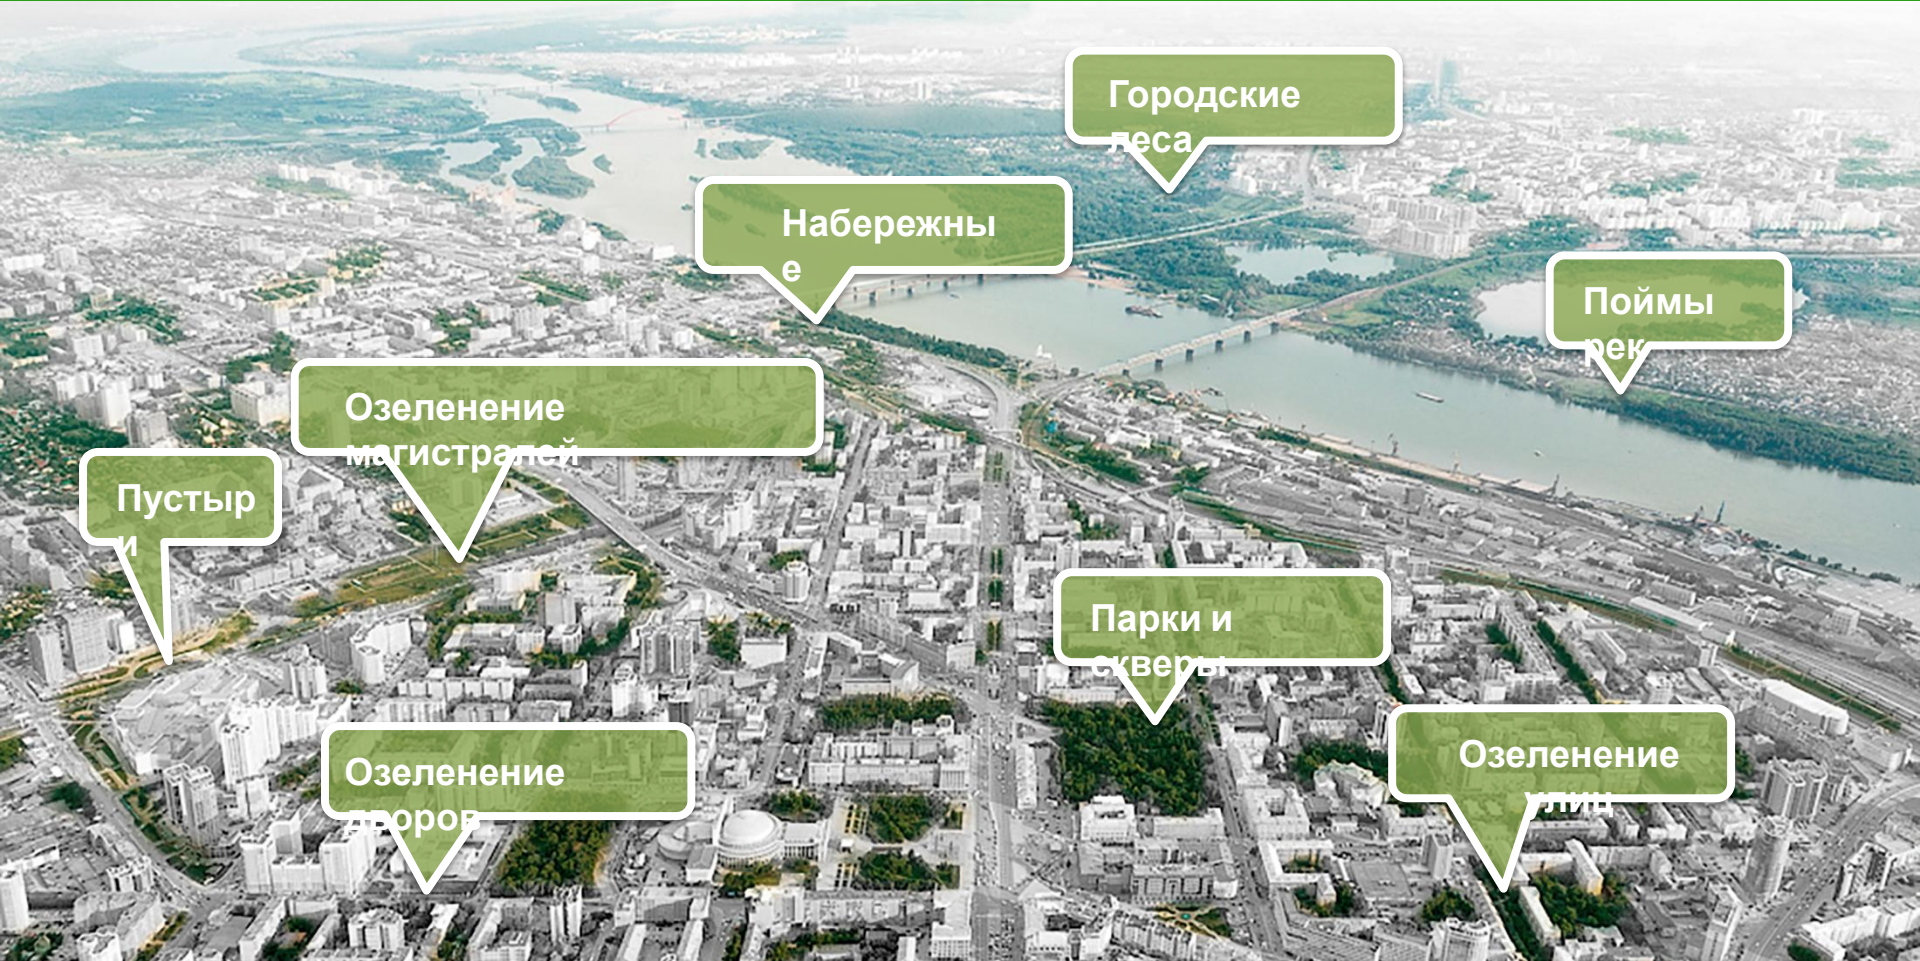 Городские
леса
Набережны
е
Поймы
рек
Озеленение
магистралей
Пустыр
и
Парки и
скверы
Озеленение
улиц
Озеленение
дворов